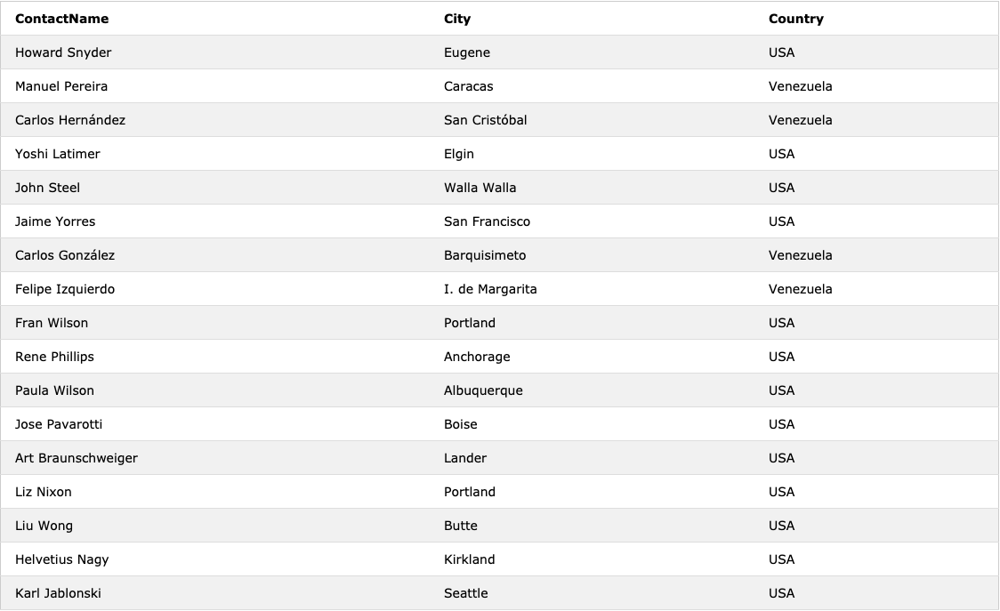 ContactName City Country
Howard Snyder Eugene USA
Manuel Pereira Caracas Venezuela
Carlos Hernández San Cristóbal Venezuela
Yoshi Latimer Elgin USA
John Steel Walla Walla USA
Jaime Yorres San Francisco USA
Carlos González Barquisimeto Venezuela
Felipe Izquierdo I. de Margarita Venezuela
Fran Wilson Portland USA
Rene Phillips Anchorage USA
Paula Wilson Albuquerque USA
Jose Pavarotti Boise USA
Art Braunschweiger Lander USA
Liz Nixon Portland USA
Liu Wong Butte USA
Helvetius Nagy Kirkland USA
Karl Jablonski Seattle USA